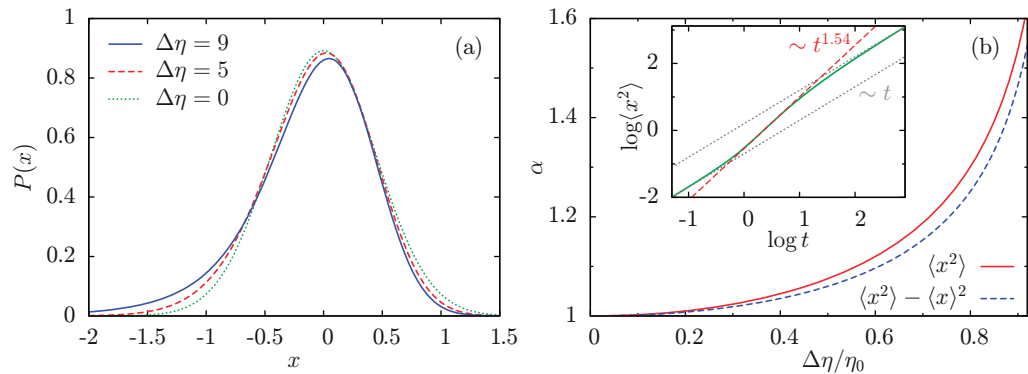 P(x)
1
0.8
0.6
0.4
0.2
0
Δη = 9
Δη = 5
Δη = 0
(a)
-2 -1.5 -1 -0.5 0 0.5 1 1.5
x
α
1.6
1.4
1.2
1
(b)
log⟨x²⟩
2
0
-2
∼ t^1.54
∼ t
-1 0 1 2
log t
⟨x²⟩
⟨x²⟩ − ⟨x⟩²
0 0.2 0.4 0.6 0.8
Δη/η₀